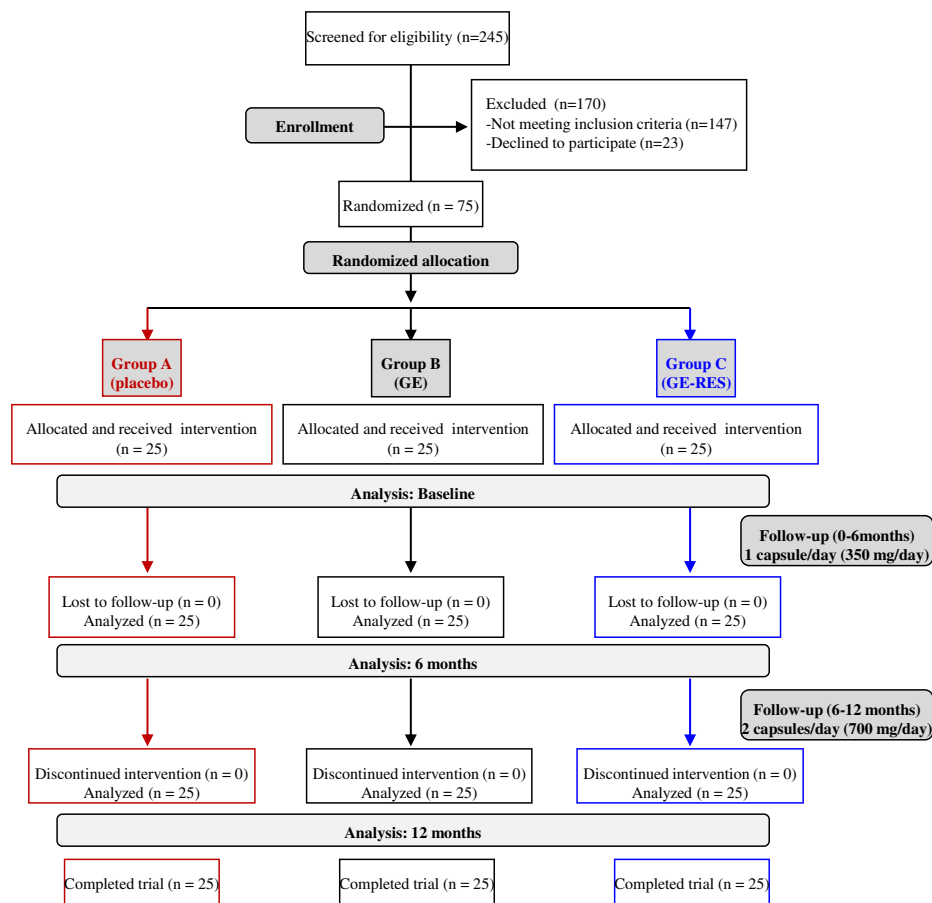 Screened for eligibility (n=245)
Enrollment
Excluded (n=170)
-Not meeting inclusion criteria (n=147)
-Declined to participate (n=23)
Randomized (n = 75)
Randomized allocation
Group A
(placebo)
Group B
(GE)
Group C
(GE-RES)
Allocated and received intervention
(n = 25)
Allocated and received intervention
(n = 25)
Allocated and received intervention
(n = 25)
Analysis: Baseline
Follow-up (0-6months)
1 capsule/day (350 mg/day)
Lost to follow-up (n = 0)
Analyzed (n = 25)
Lost to follow-up (n = 0)
Analyzed (n = 25)
Lost to follow-up (n = 0)
Analyzed (n = 25)
Analysis: 6 months
Follow-up (6-12 months)
2 capsules/day (700 mg/day)
Discontinued intervention (n = 0)
Analyzed (n = 25)
Discontinued intervention (n = 0)
Analyzed (n = 25)
Discontinued intervention (n = 0)
Analyzed (n = 25)
Analysis: 12 months
Completed trial (n = 25)
Completed trial (n = 25)
Completed trial (n = 25)